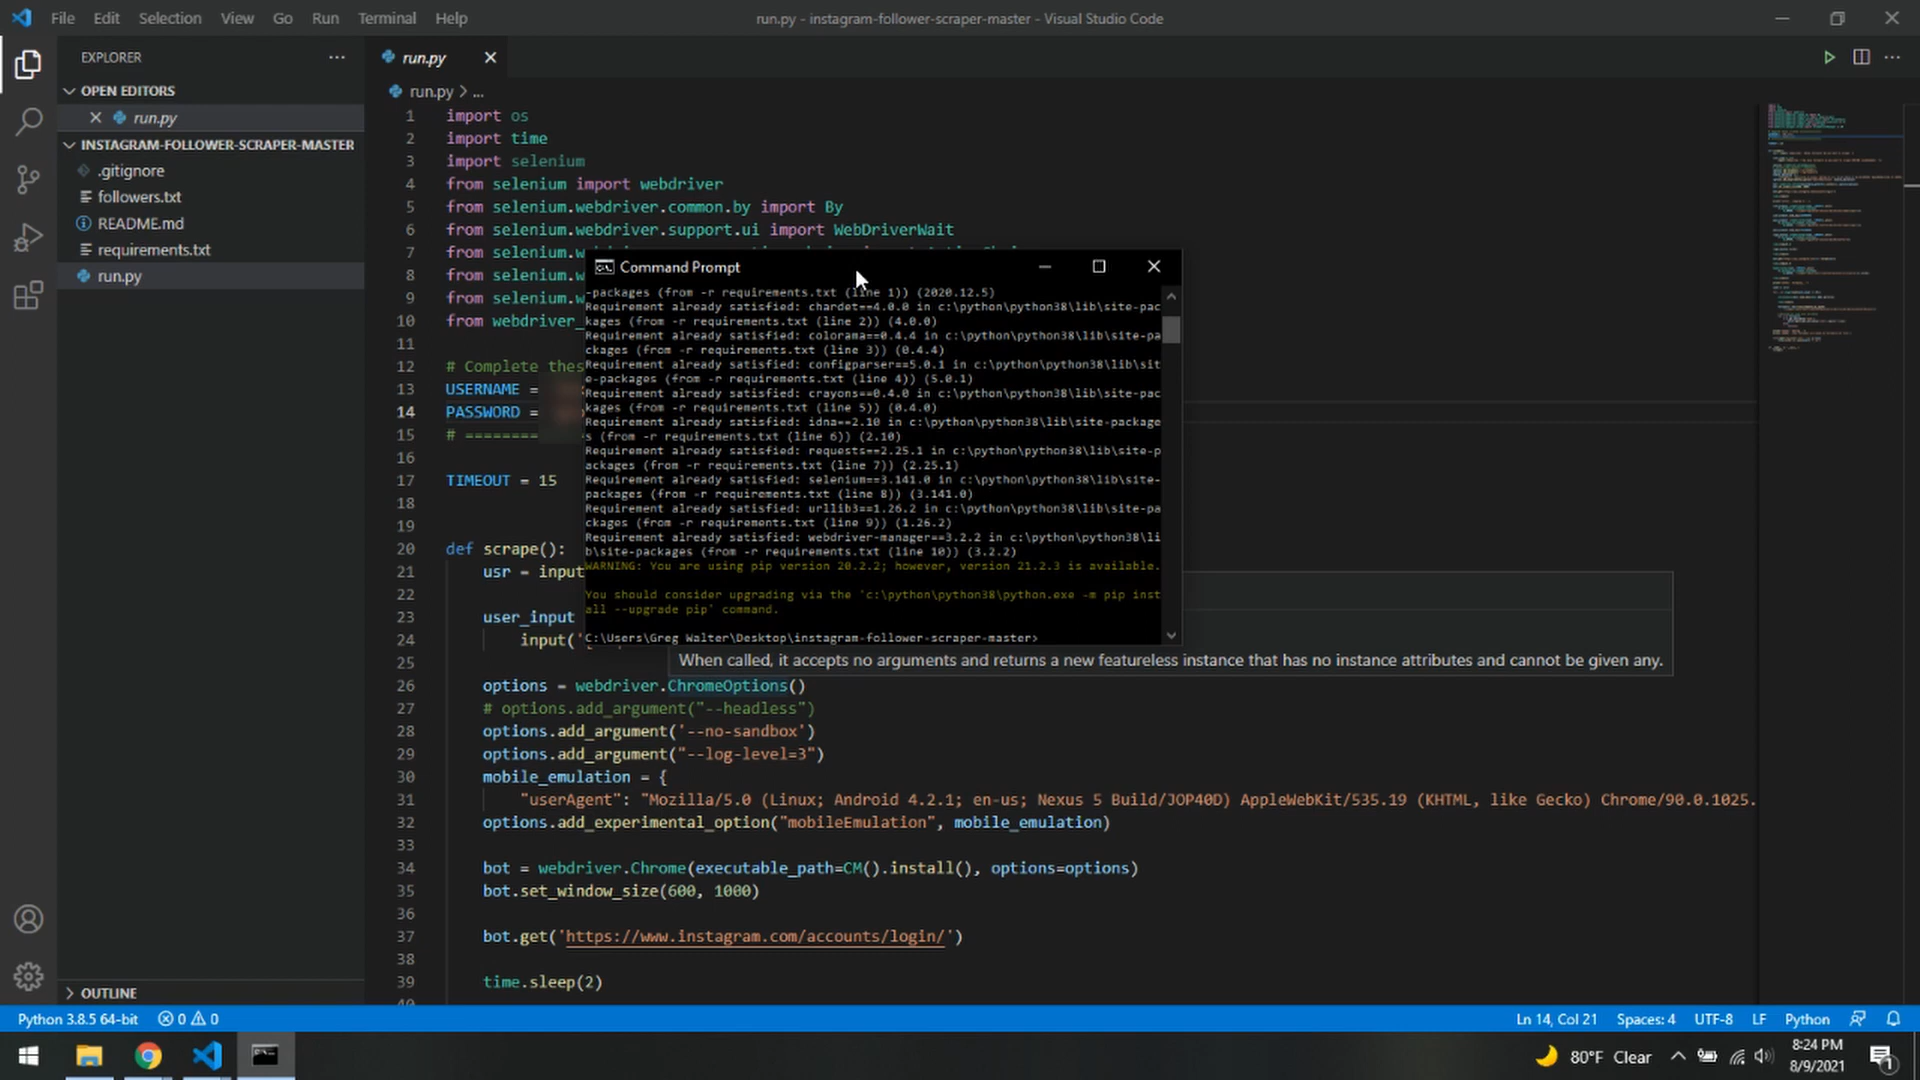 File Edit Selection View Go Run Terminal Help
run.py - instagram-follower-scraper-master - Visual Studio Code
EXPLORER
OPEN EDITORS
run.py
INSTAGRAM-FOLLOWER-SCRAPER-MASTER
.gitignore
followers.txt
README.md
requirements.txt
run.py
OUTLINE
run.py
run.py > ...
1 import os
2 import time
3 import selenium
4 from selenium import webdriver
5 from selenium.webdriver.common.by import By
6 from selenium.webdriver.support.ui import WebDriverWait
7 from selenium.w
8 from selenium.w
9 from selenium.w
10 from webdriver_
11
12 # Complete thes
13 USERNAME =
14 PASSWORD =
15 # ==========
16
17 TIMEOUT = 15
18
19
20 def scrape():
21 usr = input
22
23 user_input
24 input('
25
26 options = webdriver.ChromeOptions()
27 # options.add_argument("--headless")
28 options.add_argument('--no-sandbox')
29 options.add_argument("--log-level=3")
30 mobile_emulation = {
31 "userAgent": "Mozilla/5.0 (Linux; Android 4.2.1; en-us; Nexus 5 Build/JOP40D) AppleWebKit/535.19 (KHTML, like Gecko) Chrome/90.0.1025.
32 options.add_experimental_option("mobileEmulation", mobile_emulation)
33
34 bot = webdriver.Chrome(executable_path=CM().install(), options=options)
35 bot.set_window_size(600, 1000)
36
37 bot.get('https://www.instagram.com/accounts/login/')
38
39 time.sleep(2)
40
Command Prompt
-packages (from -r requirements.txt (line 1)) (2020.12.5)
Requirement already satisfied: chardet==4.0.0 in c:\python\python38\lib\site-pac
kages (from -r requirements.txt (line 2)) (4.0.0)
Requirement already satisfied: colorama==0.4.4 in c:\python\python38\lib\site-pa
ckages (from -r requirements.txt (line 3)) (0.4.4)
Requirement already satisfied: configparser==5.0.1 in c:\python\python38\lib\sit
e-packages (from -r requirements.txt (line 4)) (5.0.1)
Requirement already satisfied: crayons==0.4.0 in c:\python\python38\lib\site-pac
kages (from -r requirements.txt (line 5)) (0.4.0)
Requirement already satisfied: idna==2.10 in c:\python\python38\lib\site-package
s (from -r requirements.txt (line 6)) (2.10)
Requirement already satisfied: requests==2.25.1 in c:\python\python38\lib\site-p
ackages (from -r requirements.txt (line 7)) (2.25.1)
Requirement already satisfied: selenium==3.141.0 in c:\python\python38\lib\site-
packages (from -r requirements.txt (line 8)) (3.141.0)
Requirement already satisfied: urllib3==1.26.2 in c:\python\python38\lib\site-pa
ckages (from -r requirements.txt (line 9)) (1.26.2)
Requirement already satisfied: webdriver-manager==3.2.2 in c:\python\python38\li
b\site-packages (from -r requirements.txt (line 10)) (3.2.2)
WARNING: You are using pip version 20.2.2; however, version 21.2.3 is available.
You should consider upgrading via the 'c:\python\python38\python.exe -m pip inst
all --upgrade pip' command.
C:\Users\Greg Walter\Desktop\instagram-follower-scraper-master>
When called, it accepts no arguments and returns a new featureless instance that has no instance attributes and cannot be given any.
Python 3.8.5 64-bit 0 0
Ln 14, Col 21 Spaces: 4 UTF-8 LF Python
80°F Clear
8:24 PM
8/9/2021
1